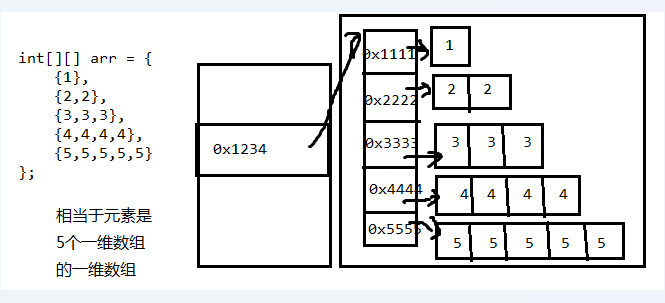 int[][] arr = {
{1},
{2,2},
{3,3,3},
{4,4,4,4},
{5,5,5,5,5}
};
相当于元素是
5个一维数组
的一维数组
0x1234
0x1111
1
0x2222
2 2
0x3333
3 3 3
0x4444
4 4 4 4
0x5555
5 5 5 5 5